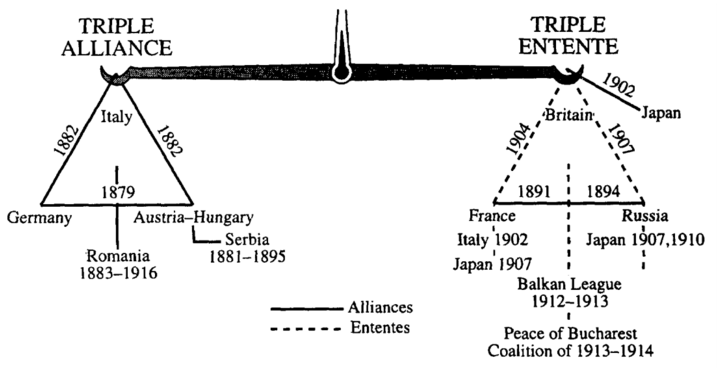 TRIPLE
ALLIANCE
TRIPLE
ENTENTE
1902
Japan
Italy
1882
1882
Britain
1904
1907
1879
1891
1894
Germany
Austria–Hungary
France
Russia
Serbia
1881–1895
Romania
1883–1916
Italy 1902
Japan 1907,1910
Japan 1907
Balkan League
1912–1913
Alliances
Ententes
Peace of Bucharest
Coalition of 1913–1914